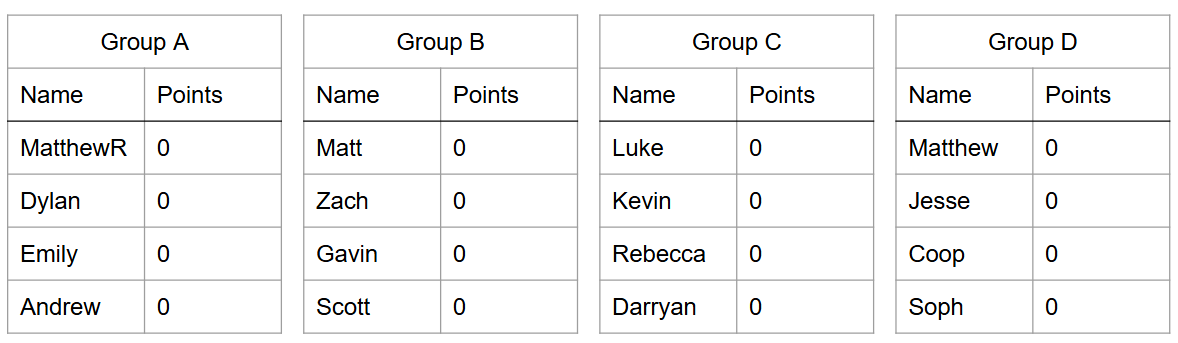 Group A
Name Points
MatthewR 0
Dylan 0
Emily 0
Andrew 0
Group B
Name Points
Matt 0
Zach 0
Gavin 0
Scott 0
Group C
Name Points
Luke 0
Kevin 0
Rebecca 0
Darryan 0
Group D
Name Points
Matthew 0
Jesse 0
Coop 0
Soph 0